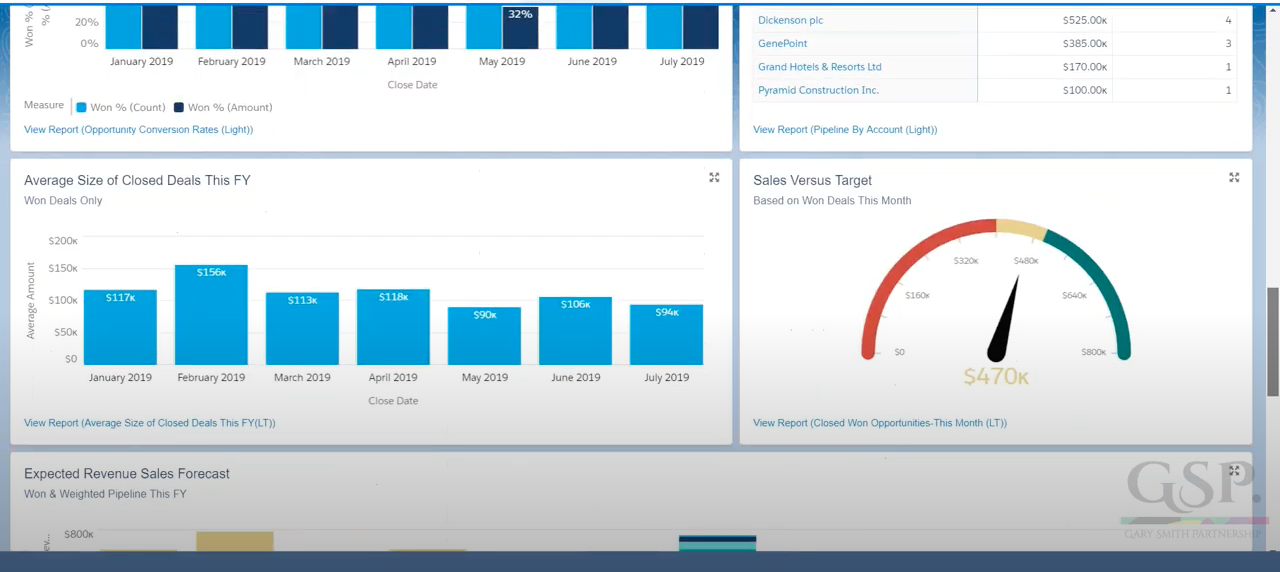 Won % (
% (
20%
0%
32%
January 2019 February 2019 March 2019 April 2019 May 2019 June 2019 July 2019
Close Date
Measure Won % (Count) Won % (Amount)
View Report (Opportunity Conversion Rates (Light))
Dickenson plc $525.00K 4
GenePoint $385.00K 3
Grand Hotels & Resorts Ltd $170.00K 1
Pyramid Construction Inc. $100.00K 1
View Report (Pipeline By Account (Light))
Average Size of Closed Deals This FY
Won Deals Only
Average Amount
$200K
$150K
$100K
$50K
$0
$117K $156K $113K $118K $90K $106K $94K
January 2019 February 2019 March 2019 April 2019 May 2019 June 2019 July 2019
Close Date
View Report (Average Size of Closed Deals This FY(LT))
Sales Versus Target
Based on Won Deals This Month
$0 $160K $320K $480K $640K $800K
$470K
View Report (Closed Won Opportunities-This Month (LT))
Expected Revenue Sales Forecast
Won & Weighted Pipeline This FY
$800K
GSP.
GARY SMITH PARTNERSHIP